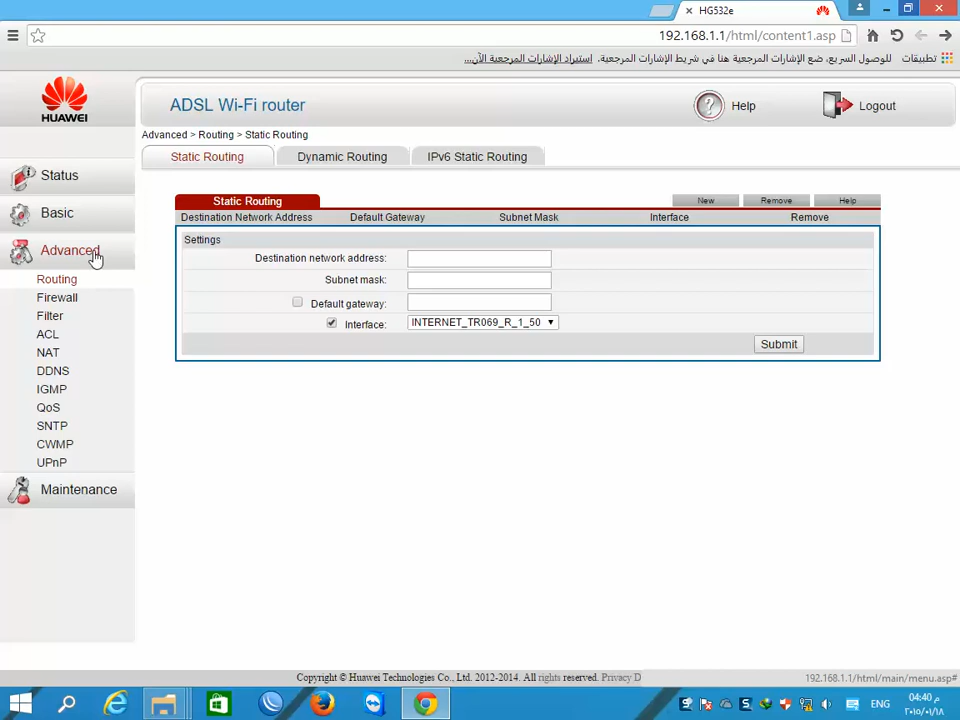 HG532e
192.168.1.1/html/content1.asp
تطبيقات للوصول السريع، ضع الإشارات المرجعية هنا في شريط الإشارات المرجعية. استيراد الإشارات المرجعية الآن...
HUAWEI
ADSL Wi-Fi router
Help
Logout
Advanced > Routing > Static Routing
Static Routing
Dynamic Routing
IPv6 Static Routing
Status
Basic
Advanced
Routing
Firewall
Filter
ACL
NAT
DDNS
IGMP
QoS
SNTP
CWMP
UPnP
Maintenance
Static Routing
New
Remove
Help
Destination Network Address Default Gateway Subnet Mask Interface Remove
Settings
Destination network address:
Subnet mask:
Default gateway:
Interface: INTERNET_TR069_R_1_50
Submit
Copyright © Huawei Technologies Co., Ltd. 2012-2014. All rights reserved. Privacy D
192.168.1.1/html/main/menu.asp#
ENG
م 04:40
٢٠١٥/٠١/١٨